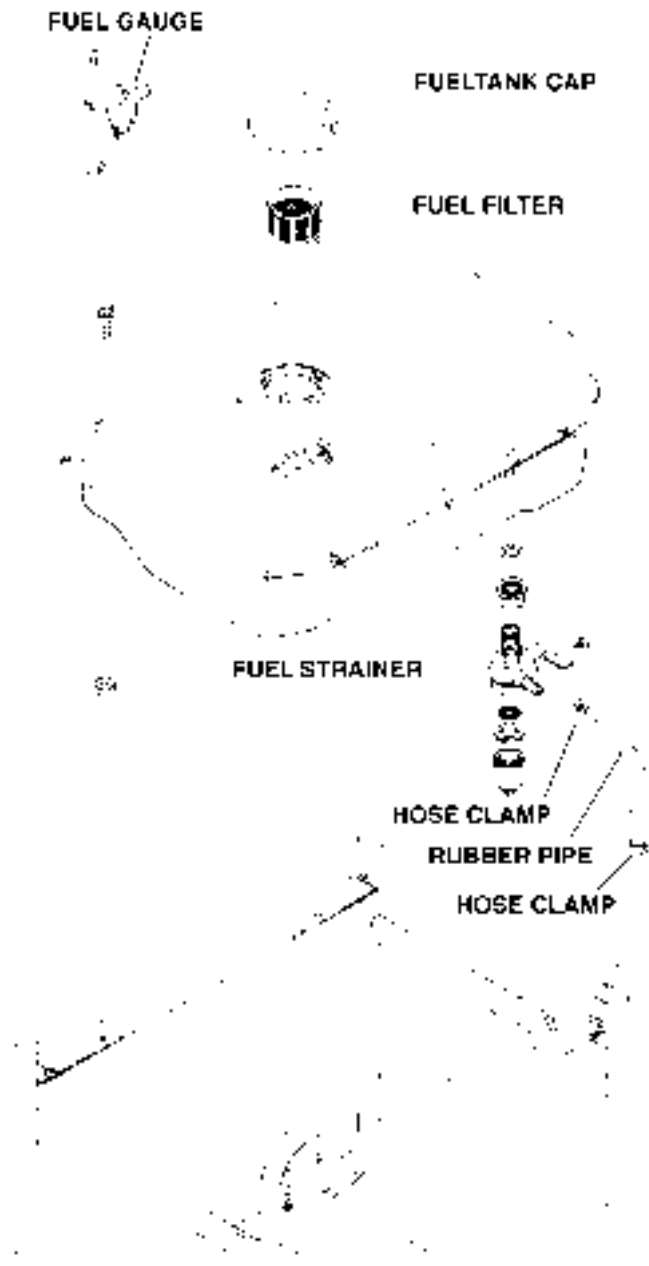 FUEL GAUGE
FUELTANK CAP
FUEL FILTER
FUEL STRAINER
HOSE CLAMP
RUBBER PIPE
HOSE CLAMP